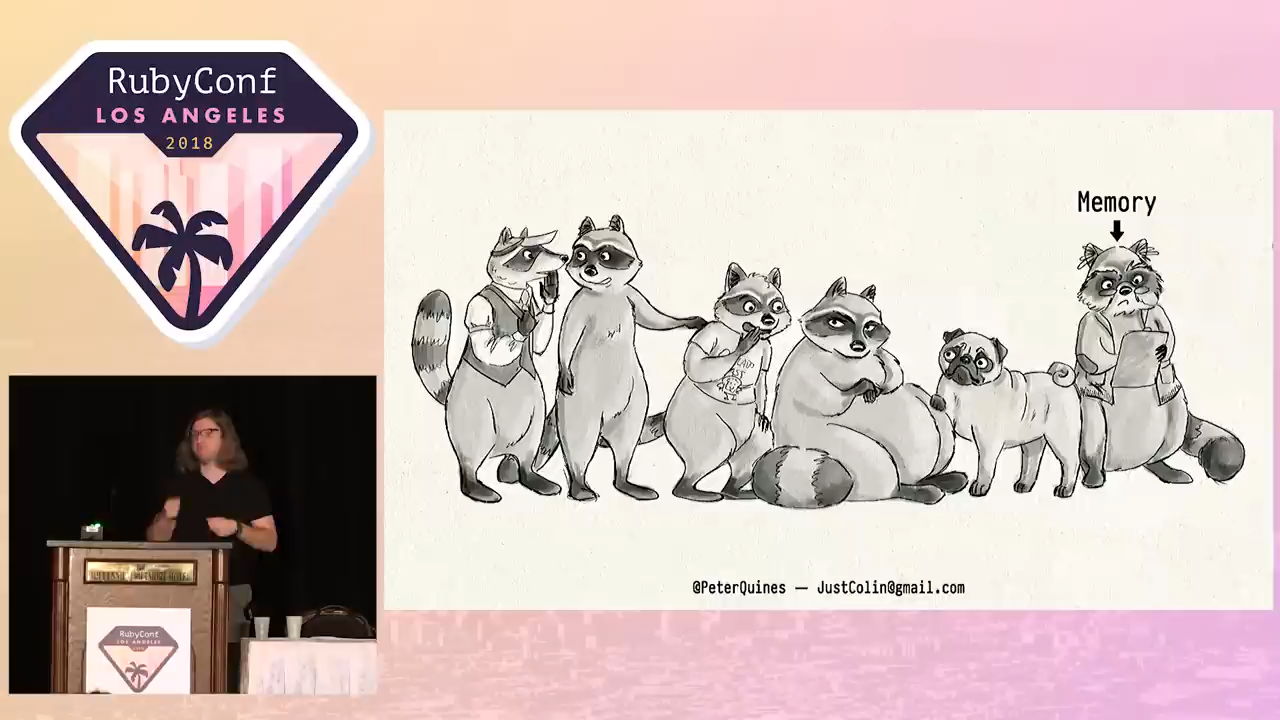 RubyConf
LOS ANGELES
2018
Memory
@PeterQuines — JustColin@gmail.com
RubyConf
LOS ANGELES